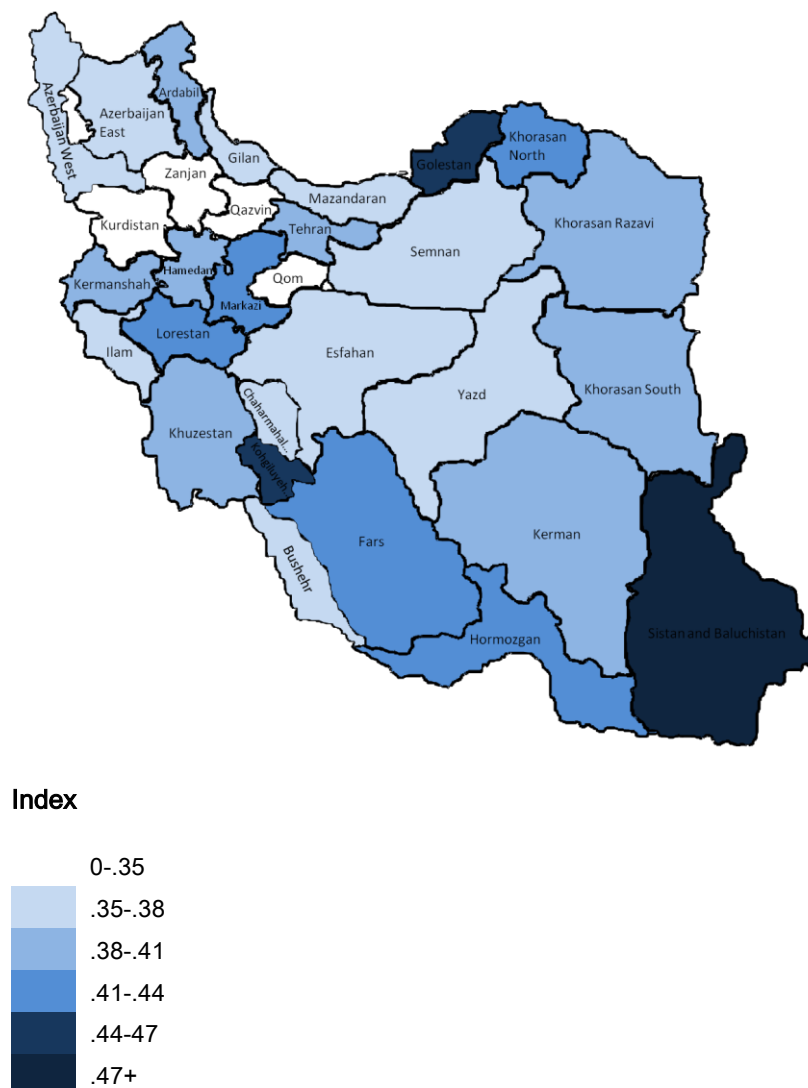 Ardabil
Azerbaijan
East
Azerbaijan West
Gilan
Zanjan
Golestan
Khorasan
North
Mazandaran
Qazvin
Kurdistan
Tehran
Khorasan Razavi
Semnan
Hamedan
Kermanshah
Qom
Markazi
Lorestan
Ilam
Esfahan
Yazd
Khorasan South
Chaharmahal...
Khuzestan
Kohgiluyeh...
Fars
Kerman
Bushehr
Hormozgan
Sistan and Baluchistan
Index
0-.35
.35-.38
.38-.41
.41-.44
.44-47
.47+